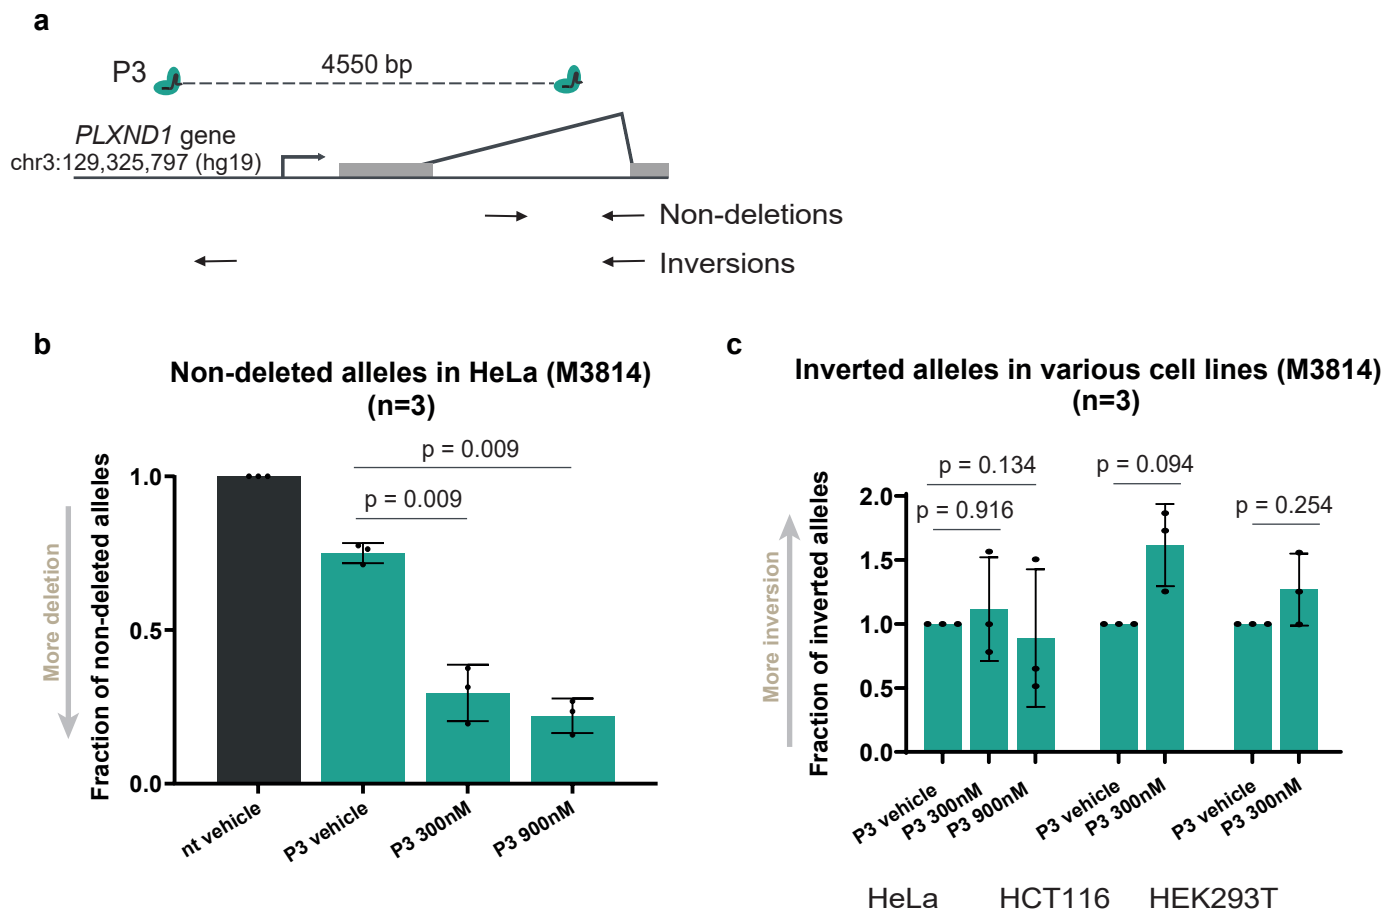 a
P3
4550 bp
PLXND1 gene
chr3:129,325,797 (hg19)
Non-deletions
Inversions
b
Non-deleted alleles in HeLa (M3814)
(n=3)
More deletion
Fraction of non-deleted alleles
1.0
0.5
0.0
p = 0.009
p = 0.009
nt vehicle
P3 vehicle
P3 300nM
P3 900nM
c
Inverted alleles in various cell lines (M3814)
(n=3)
More inversion
Fraction of inverted alleles
2.0
1.5
1.0
0.5
0.0
p = 0.134
p = 0.916
p = 0.094
p = 0.254
P3 vehicle
P3 300nM
P3 900nM
P3 vehicle
P3 300nM
P3 vehicle
P3 300nM
HeLa
HCT116
HEK293T